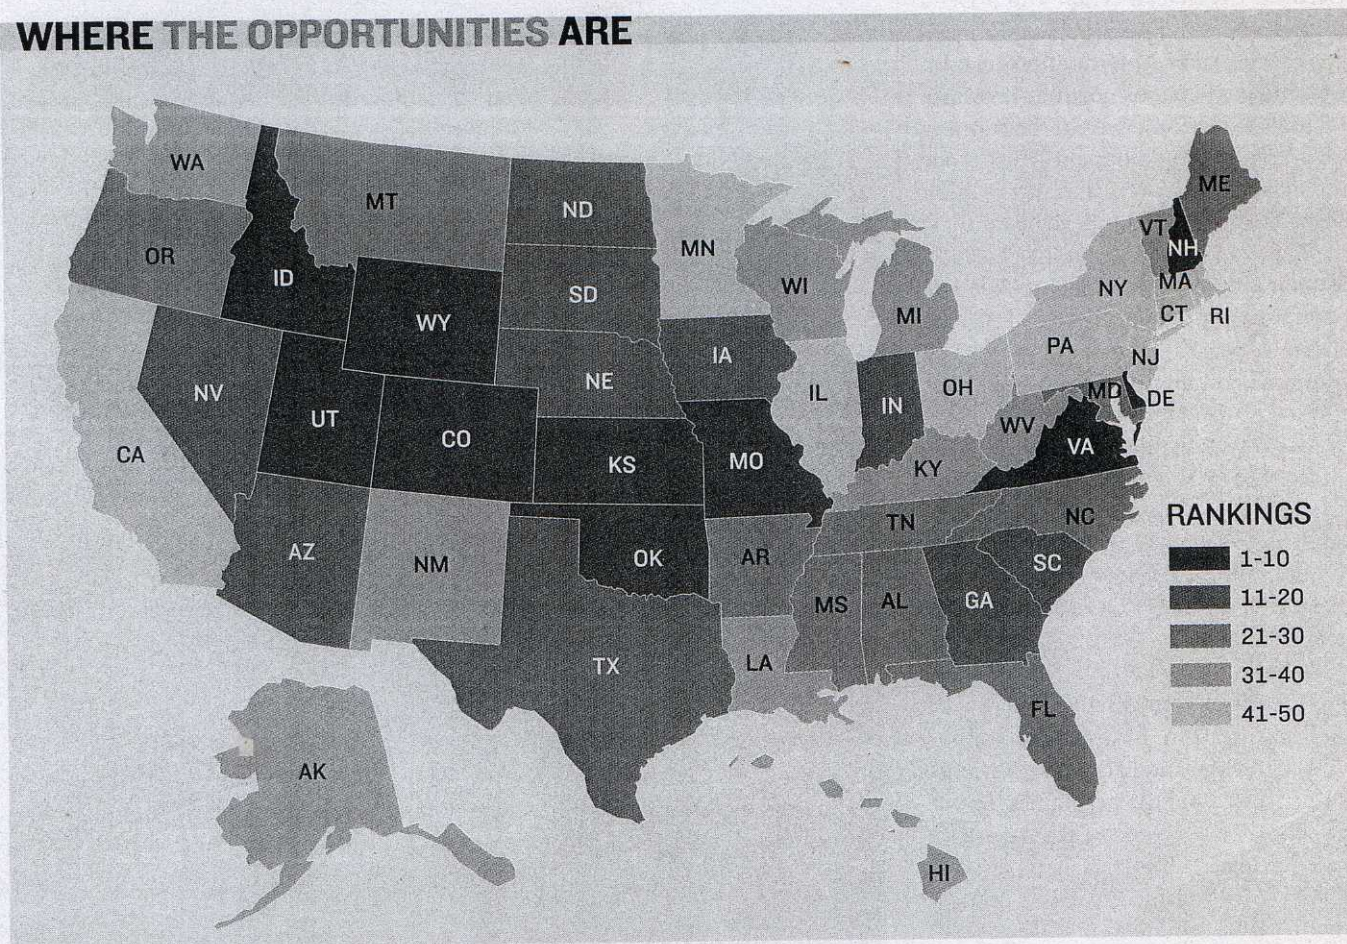 WHERE THE OPPORTUNITIES ARE
WA
MT
ND
ME
VT
NH
MN
OR
ID
SD
WI
MI
NY
MA
CT
RI
WY
IA
PA
NJ
NV
NE
IL
IN
OH
MD
DE
UT
CO
WV
CA
KS
MO
KY
VA
AZ
NM
OK
AR
TN
NC
SC
MS
AL
GA
TX
LA
FL
AK
HI
RANKINGS
1-10
11-20
21-30
31-40
41-50